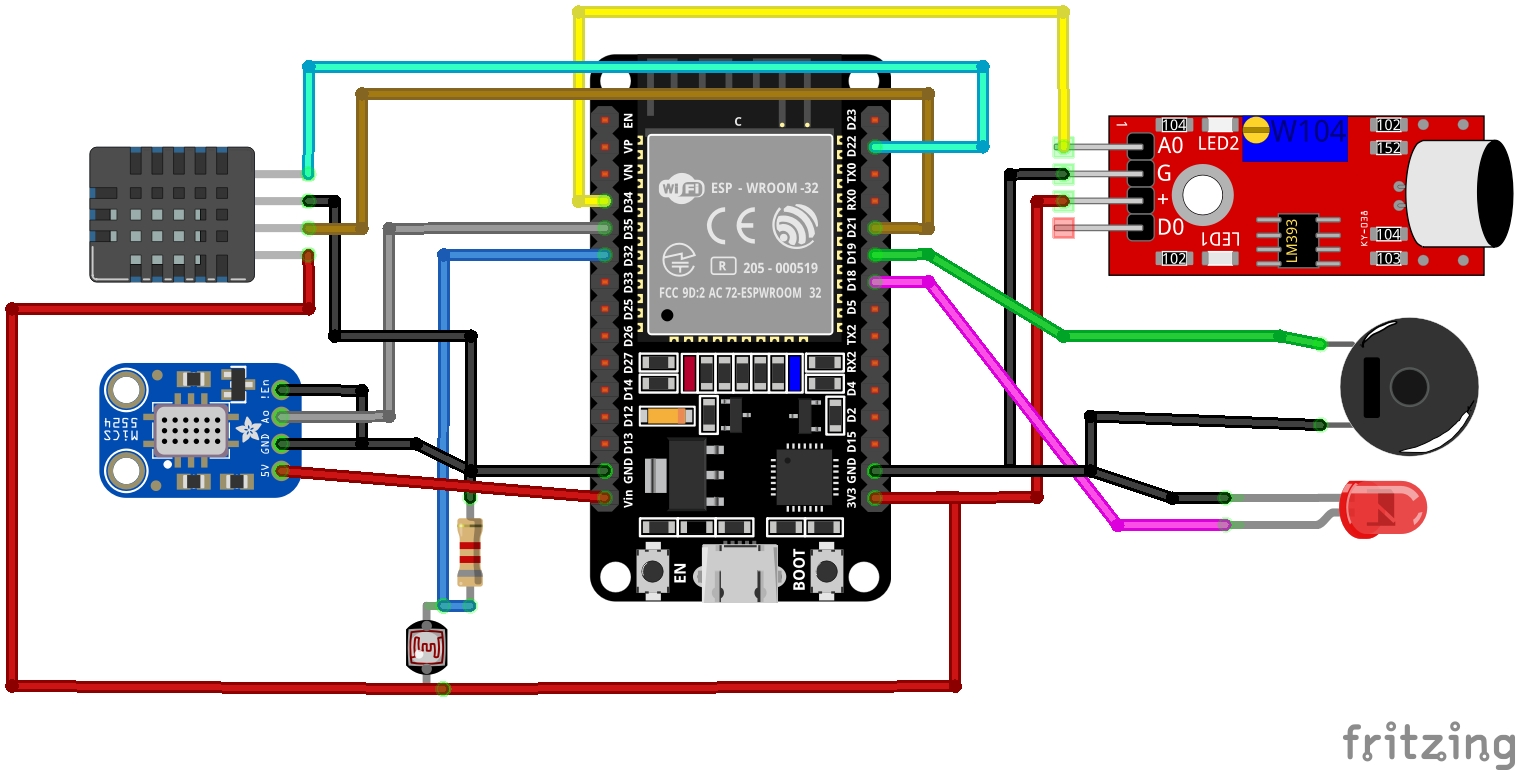 C
EN
VP
VN
D34
D35
D32
D33
D25
D26
D27
D14
D12
D13
GND
Vin
D23
D22
TX0
RX0
D21
D19
D18
D5
TX2
RX2
D4
D2
D15
GND
3V3
WiFi ESP - WROOM -32
CE
R 205 - 000519
FCC 9D:2 AC 72-ESPWROOM 32
EN
BOOT
!En
Ao
GND
5V
MiCS
5524
adafruit
1
104
LED2
W104
102
152
A0
G
+
D0
LED1
102
LM393
KY-038
104
103
fritzing